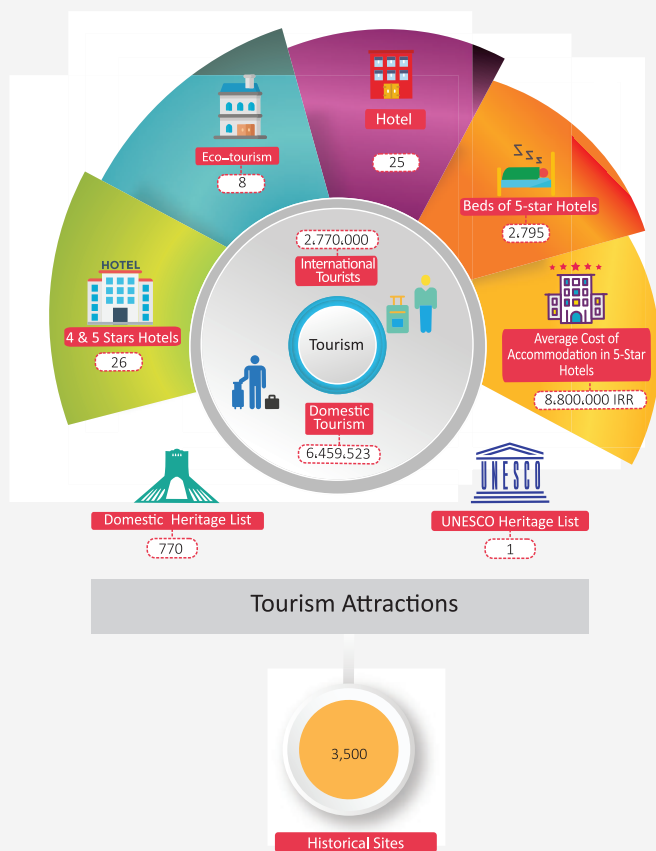 Hotel
25
Eco-tourism
8
Beds of 5-star Hotels
2.795
HOTEL
4 & 5 Stars Hotels
26
Average Cost of
Accommodation in 5-Star
Hotels
8.800.000 IRR
2.770.000
International
Tourists
Tourism
Domestic
Tourism
6.459.523
Domestic Heritage List
770
UNESCO
UNESCO Heritage List
1
Tourism Attractions
3,500
Historical Sites